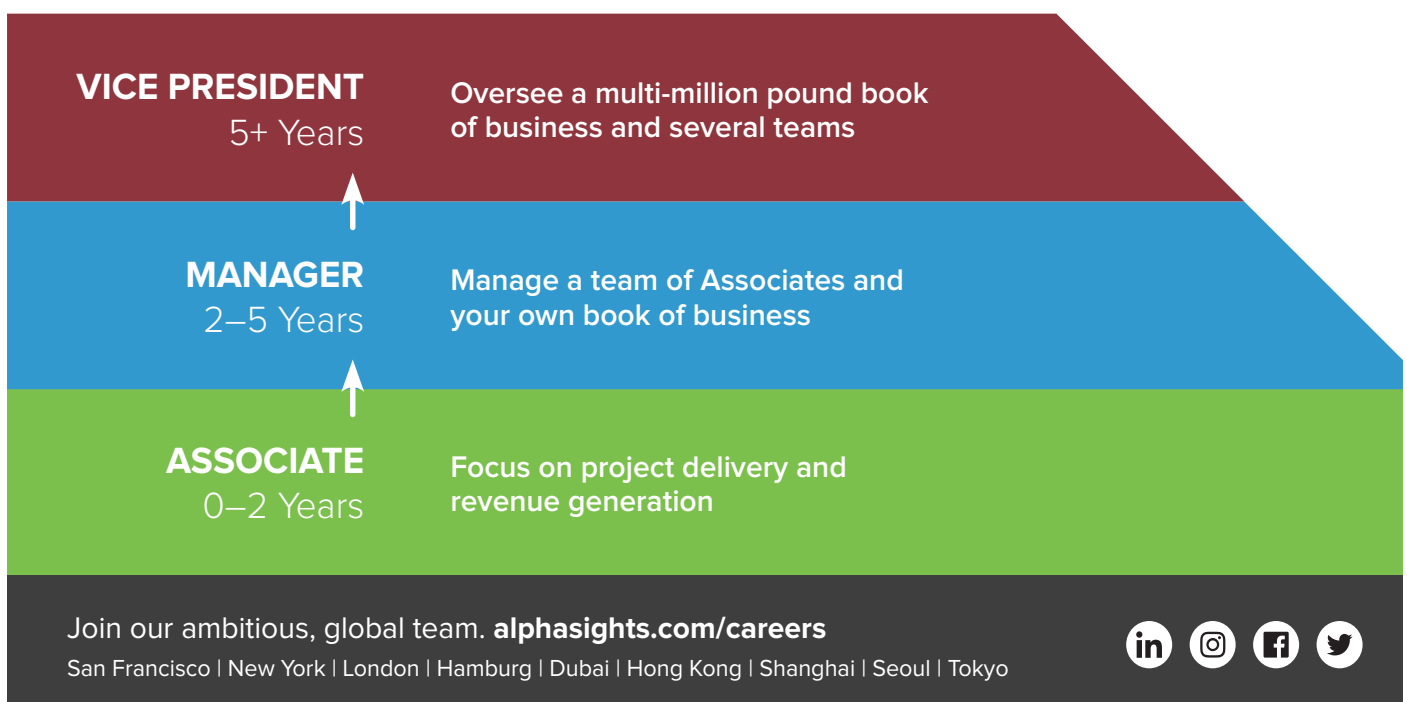 VICE PRESIDENT
5+ Years
Oversee a multi-million pound book
of business and several teams
MANAGER
2–5 Years
Manage a team of Associates and
your own book of business
ASSOCIATE
0–2 Years
Focus on project delivery and
revenue generation
Join our ambitious, global team. alphasights.com/careers
San Francisco | New York | London | Hamburg | Dubai | Hong Kong | Shanghai | Seoul | Tokyo